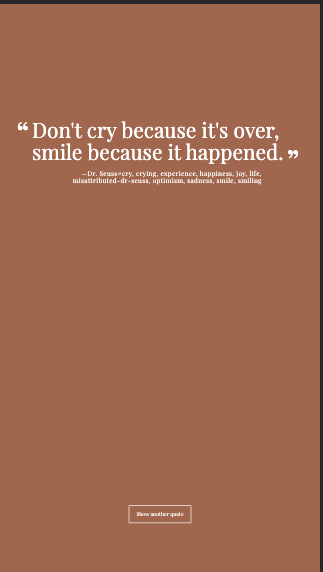 “ Don't cry because it's over,
smile because it happened. ”
—Dr. Seuss#cry, crying, experience, happiness, joy, life,
misattributed-dr-seuss, optimism, sadness, smile, smiling
Show another quote